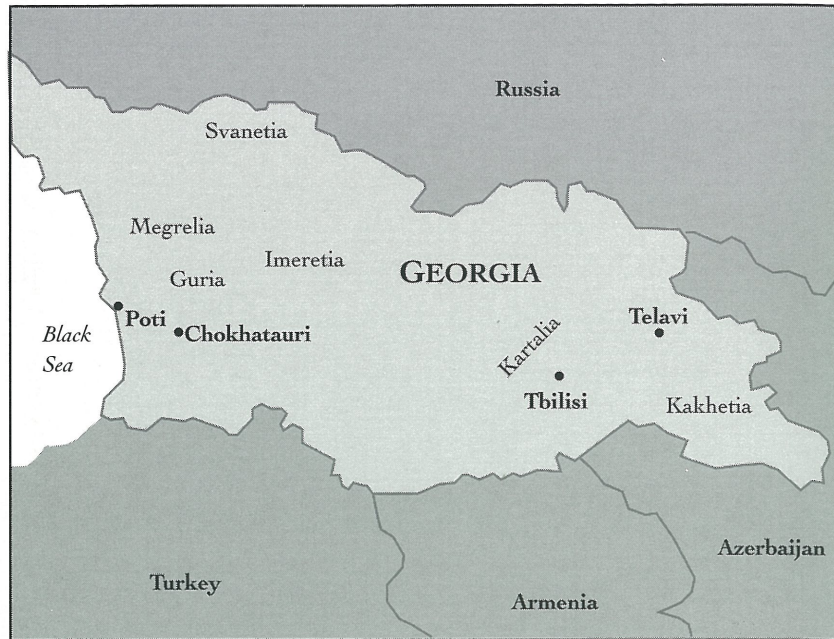 Russia
Svanetia
Megrelia
Imeretia
Guria
GEORGIA
Poti
Chokhatauri
Black
Sea
Kartalia
Telavi
Tbilisi
Kakhetia
Azerbaijan
Turkey
Armenia